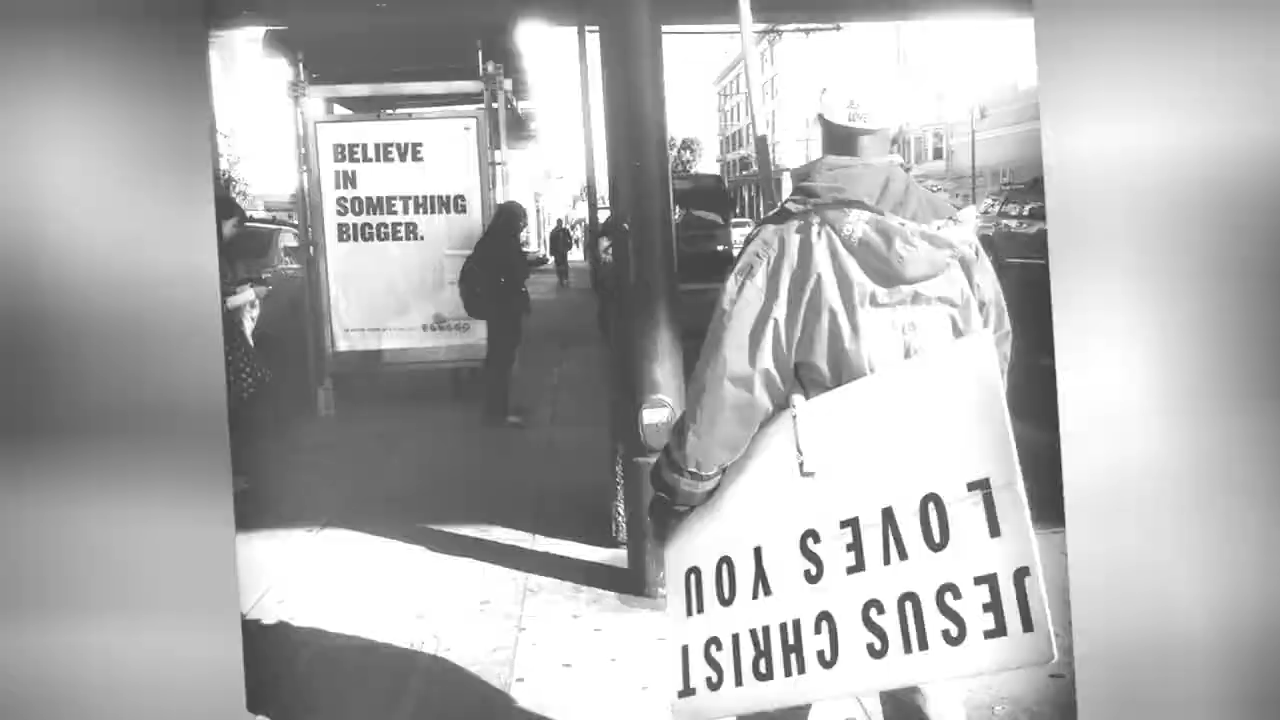 BELIEVE
IN
SOMETHING
BIGGER.
JESUS CHRIST
LOVES YOU